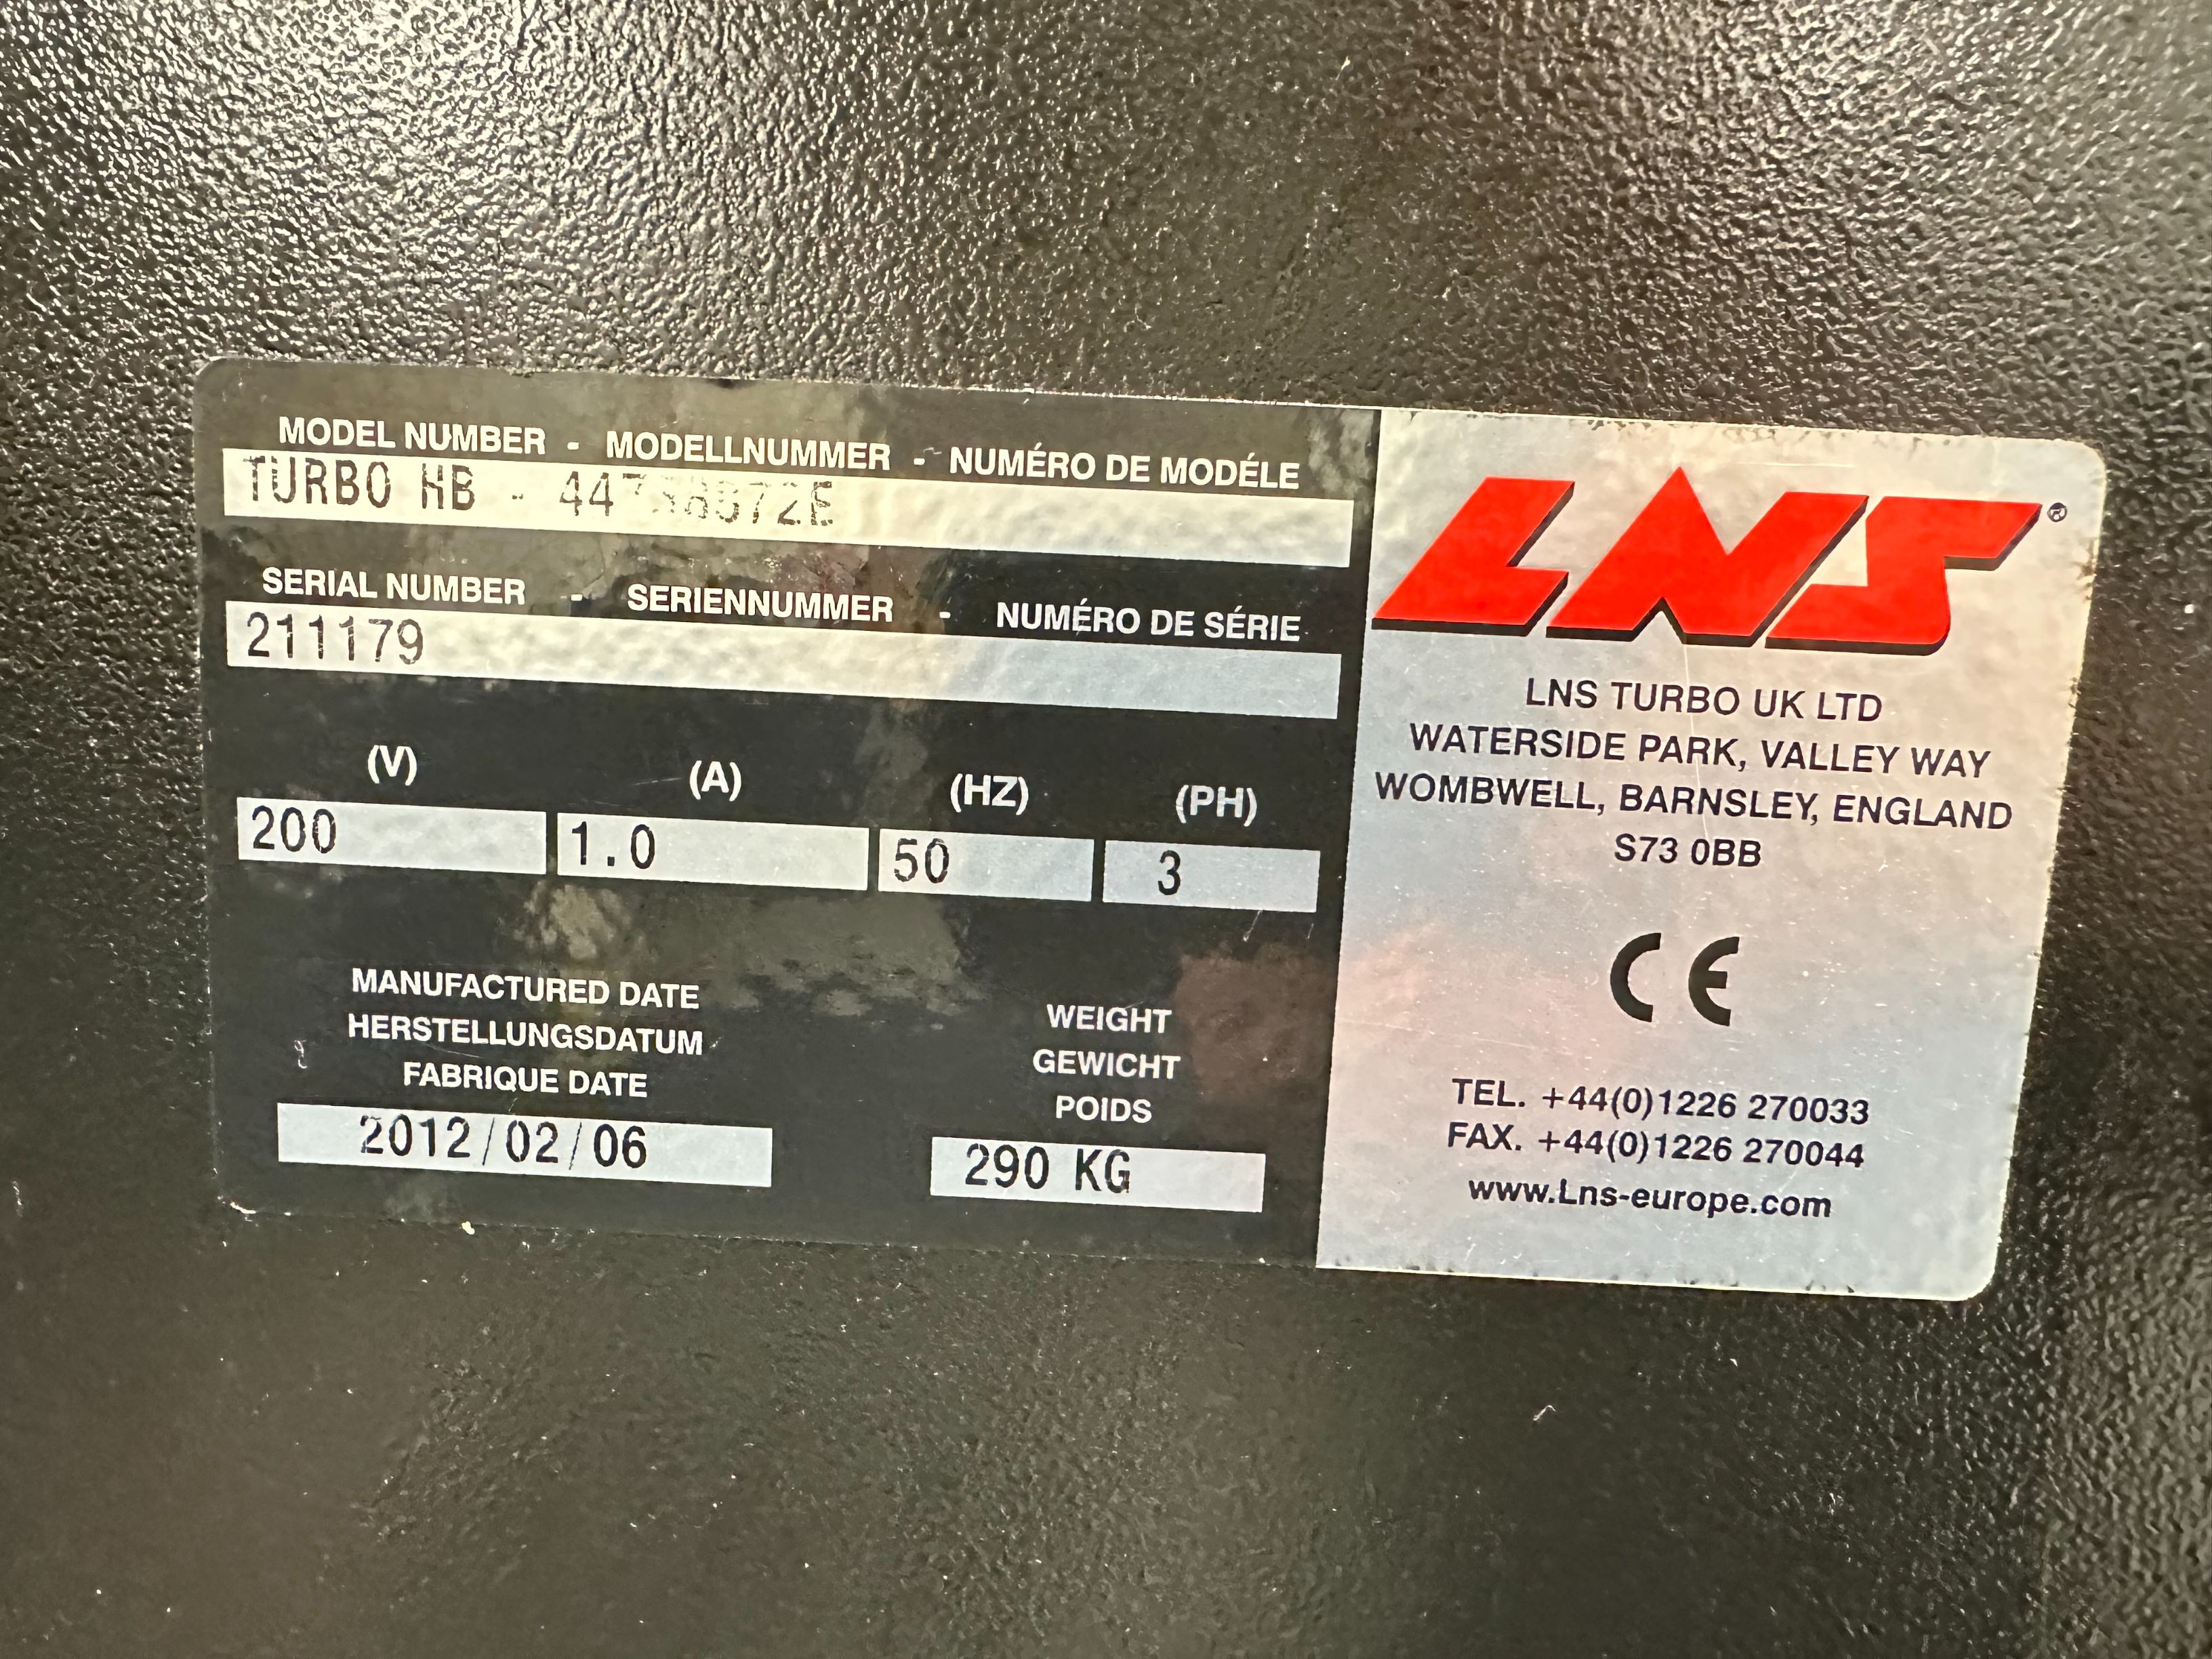 MODEL NUMBER - MODELLNUMMER - NUMÉRO DE MODÉLE
TURBO HB -
SERIAL NUMBER - SERIENNUMMER - NUMÉRO DE SÉRIE
211179
(V) (A) (HZ) (PH)
200 1.0 50 3
MANUFACTURED DATE
HERSTELLUNGSDATUM
FABRIQUE DATE
2012/02/06
WEIGHT
GEWICHT
POIDS
290 KG
LNS®
LNS TURBO UK LTD
WATERSIDE PARK, VALLEY WAY
WOMBWELL, BARNSLEY, ENGLAND
S73 0BB
CE
TEL. +44(0)1226 270033
FAX. +44(0)1226 270044
www.Lns-europe.com